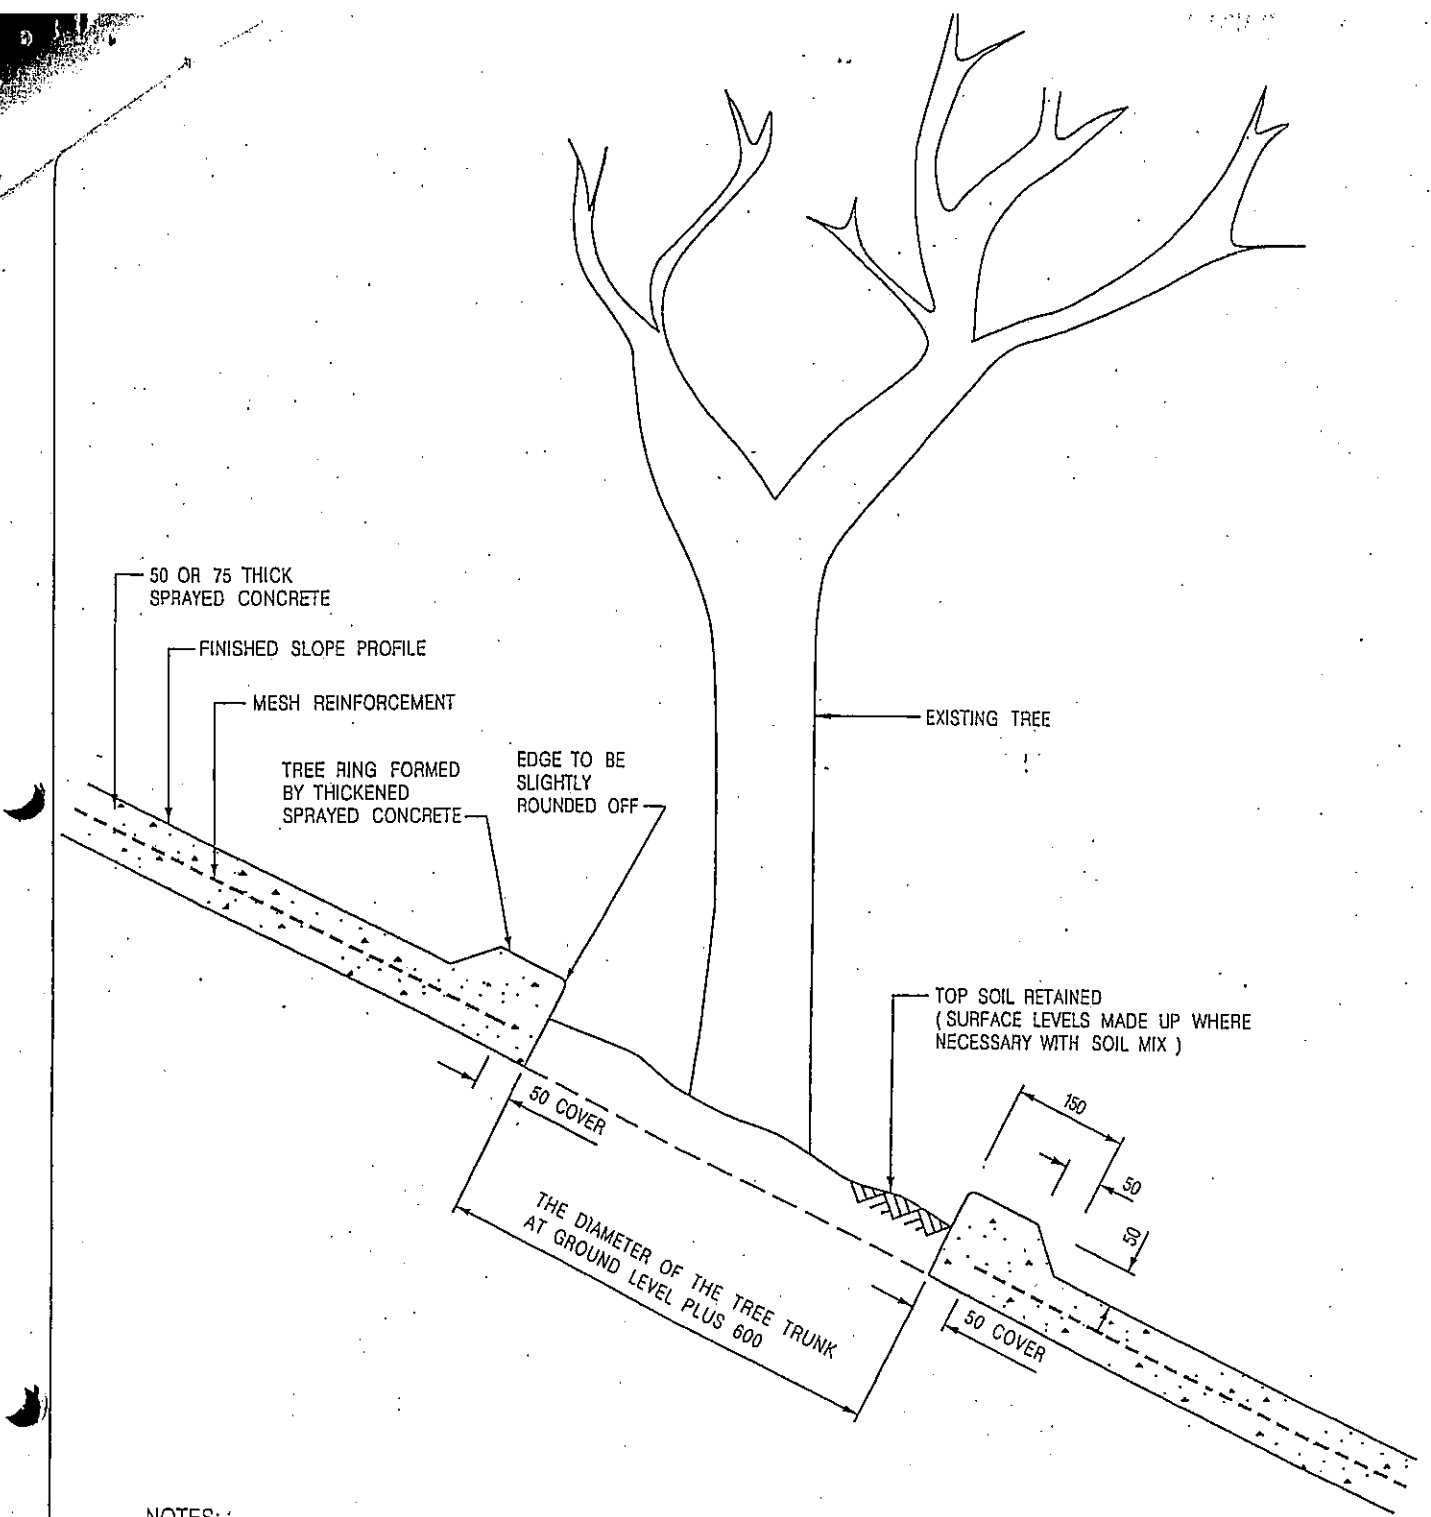 50 OR 75 THICK
SPRAYED CONCRETE
FINISHED SLOPE PROFILE
MESH REINFORCEMENT
TREE RING FORMED
BY THICKENED
SPRAYED CONCRETE
EDGE TO BE
SLIGHTLY
ROUNDED OFF
EXISTING TREE
TOP SOIL RETAINED
( SURFACE LEVELS MADE UP WHERE
NECESSARY WITH SOIL MIX )
150
50
50
50 COVER
THE DIAMETER OF THE TREE TRUNK
AT GROUND LEVEL PLUS 600
50 COVER
NOTES: